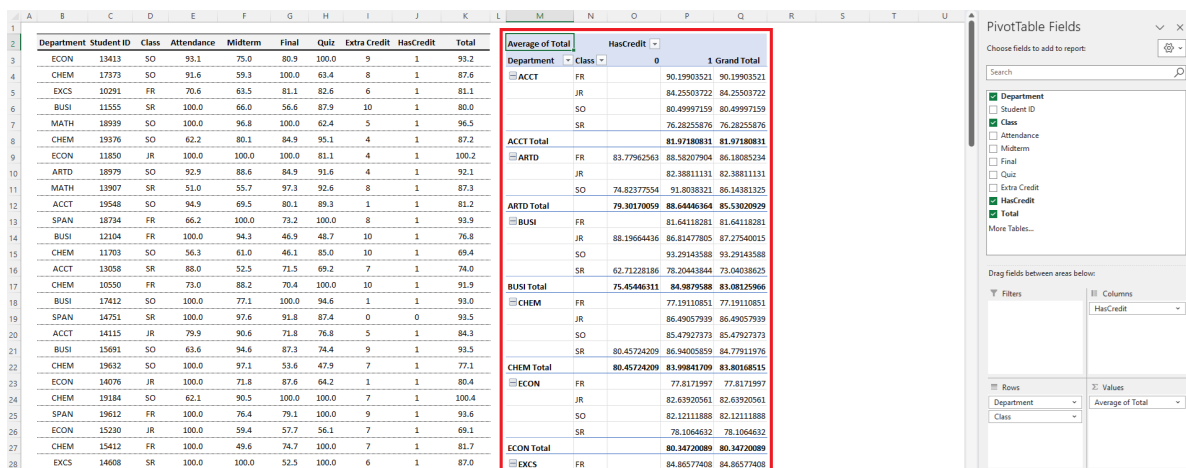 A B C D E F G H I J K L M N O P Q R S T U
1
2 Department Student ID Class Attendance Midterm Final Quiz Extra Credit HasCredit Total Average of Total HasCredit
3 ECON 13413 SO 93.1 75.0 80.9 100.0 9 1 93.2 Department Class 0 1 Grand Total
4 CHEM 17373 SO 91.6 59.3 100.0 63.4 8 1 87.6 ACCT FR 90.19903521 90.19903521
5 EXCS 10291 FR 70.6 63.5 81.1 82.6 6 1 81.1 JR 84.25503722 84.25503722
6 BUSI 11555 SR 100.0 66.0 56.6 87.9 10 1 80.0 SO 80.49997159 80.49997159
7 MATH 18939 SO 100.0 96.8 100.0 62.4 5 1 96.5 SR 76.28255876 76.28255876
8 CHEM 19376 SO 62.2 80.1 84.9 95.1 4 1 87.2 ACCT Total 81.97180831 81.97180831
9 ECON 11850 JR 100.0 100.0 100.0 81.1 4 1 100.2 ARTD FR 83.77962563 88.58207904 86.18085234
10 ARTD 18979 SO 92.9 88.6 84.9 91.6 4 1 92.1 JR 82.38811131 82.38811131
11 MATH 13907 SR 51.0 55.7 97.3 92.6 8 1 87.3 SO 74.82377554 91.8038321 86.14381325
12 ACCT 19548 SO 94.9 69.5 80.1 89.3 1 1 81.2 ARTD Total 79.30170059 88.64446364 85.53020929
13 SPAN 18734 FR 66.2 100.0 73.2 100.0 8 1 93.9 BUSI FR 81.64118281 81.64118281
14 BUSI 12104 FR 100.0 94.3 46.9 48.7 10 1 76.8 JR 88.19664436 86.81477805 87.27540015
15 CHEM 11703 SO 56.3 61.0 46.1 85.0 10 1 69.4 SO 93.29143588 93.29143588
16 ACCT 13058 SR 88.0 52.5 71.5 69.2 7 1 74.0 SR 62.71228186 78.20443844 73.04038625
17 CHEM 10550 FR 73.0 88.2 70.4 100.0 10 1 91.9 BUSI Total 75.45446311 84.9879588 83.08125966
18 BUSI 17412 SO 100.0 77.1 100.0 94.6 1 1 93.0 CHEM FR 77.19110851 77.19110851
19 SPAN 14751 SR 100.0 97.6 91.8 87.4 0 0 93.5 JR 86.49057939 86.49057939
20 ACCT 14115 JR 79.9 90.6 71.8 76.8 5 1 84.3 SO 85.47927373 85.47927373
21 BUSI 15691 SO 63.6 94.6 87.3 74.4 9 1 93.5 SR 80.45724209 86.94005859 84.77911976
22 CHEM 19632 SO 100.0 97.1 53.6 47.9 7 1 77.1 CHEM Total 80.45724209 83.99841709 83.80168515
23 ECON 14076 JR 100.0 71.8 87.6 64.2 1 1 80.4 ECON FR 77.8171997 77.8171997
24 CHEM 19184 SO 62.1 90.5 100.0 100.0 7 1 100.4 JR 82.63920561 82.63920561
25 SPAN 19612 FR 100.0 76.4 79.1 100.0 9 1 93.6 SO 82.12111888 82.12111888
26 ECON 15230 JR 100.0 59.4 57.7 56.1 7 1 69.1 SR 78.1064632 78.1064632
27 CHEM 15412 FR 100.0 49.6 74.7 100.0 7 1 81.7 ECON Total 80.34720089 80.34720089
28 EXCS 14608 SR 100.0 100.0 52.5 100.0 6 1 87.0 EXCS FR 84.86577408 84.86577408
PivotTable Fields
Choose fields to add to report:
Search
Department
Student ID
Class
Attendance
Midterm
Final
Quiz
Extra Credit
HasCredit
Total
More Tables...
Drag fields between areas below:
Filters
Columns
HasCredit
Rows
Department
Class
Σ Values
Average of Total